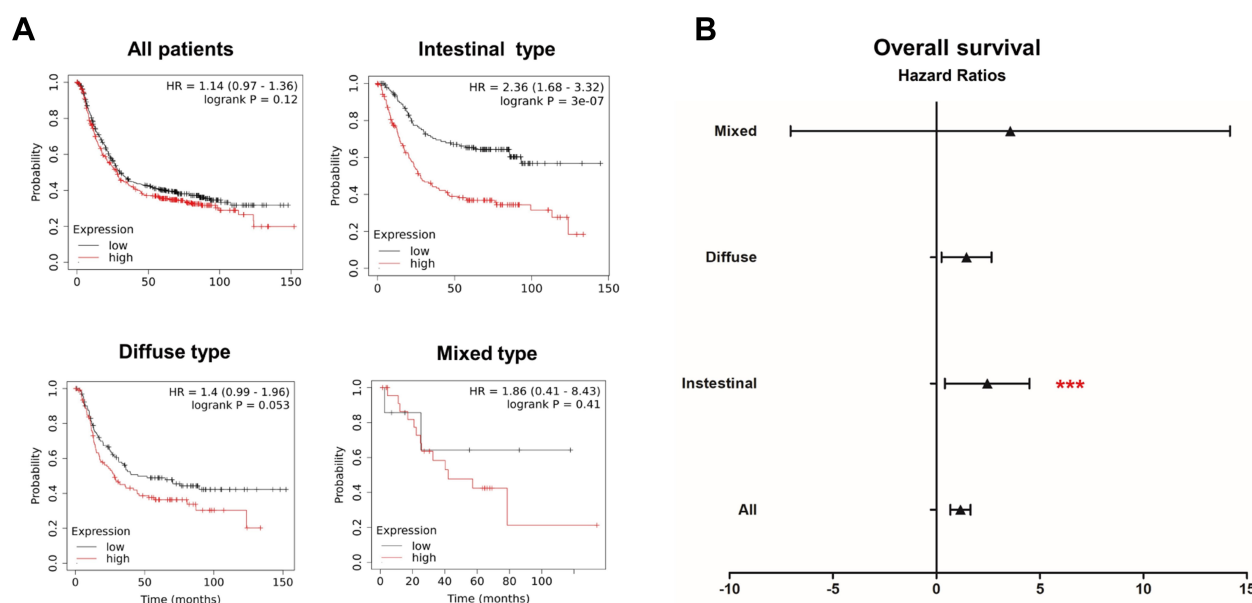 A
All patients
HR = 1.14 (0.97 - 1.36)
logrank P = 0.12
Probability
1.0
0.8
0.6
0.4
0.2
0.0
Expression
low
high
0 50 100 150
Intestinal type
HR = 2.36 (1.68 - 3.32)
logrank P = 3e-07
Probability
1.0
0.8
0.6
0.4
0.2
0.0
Expression
low
high
0 50 100 150
Diffuse type
HR = 1.4 (0.99 - 1.96)
logrank P = 0.053
Probability
1.0
0.8
0.6
0.4
0.2
0.0
Expression
low
high
0 50 100 150
Time (months)
Mixed type
HR = 1.86 (0.41 - 8.43)
logrank P = 0.41
Probability
1.0
0.8
0.6
0.4
0.2
0.0
Expression
low
high
0 20 40 60 80 100
Time (months)
B
Overall survival
Hazard Ratios
Mixed
Diffuse
Instestinal
***
All
-10 -5 0 5 10 15